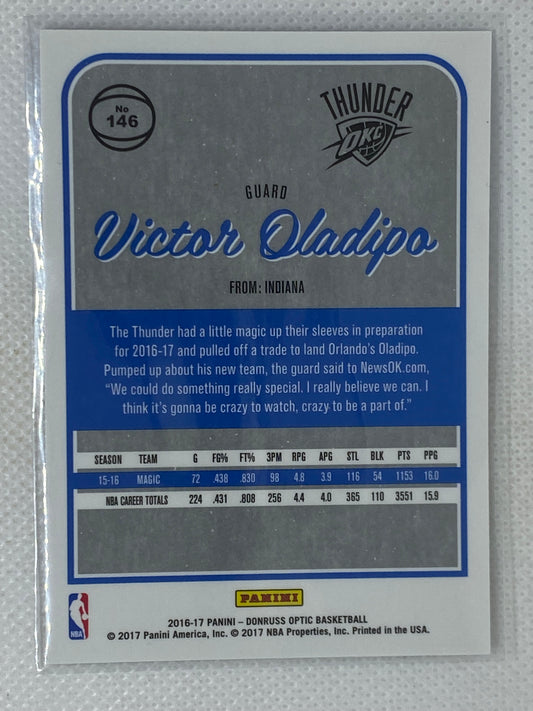 No
146
THUNDER
OKC
GUARD
Victor Oladipo
FROM: INDIANA
The Thunder had a little magic up their sleeves in preparation
for 2016-17 and pulled off a trade to land Orlando's Oladipo.
Pumped up about his new team, the guard said to NewsOK.com,
“We could do something really special. I really believe we can. I
think it's gonna be crazy to watch, crazy to be a part of.”
SEASON TEAM G FG% FT% 3PM RPG APG STL BLK PTS PPG
15-16 MAGIC 72 .438 .830 98 4.8 3.9 116 54 1153 16.0
NBA CAREER TOTALS 224 .431 .808 256 4.4 4.0 365 110 3551 15.9
PANINI
NBA
2016-17 PANINI – DONRUSS OPTIC BASKETBALL
© 2017 Panini America, Inc. © 2017 NBA Properties, Inc. Printed in the USA.